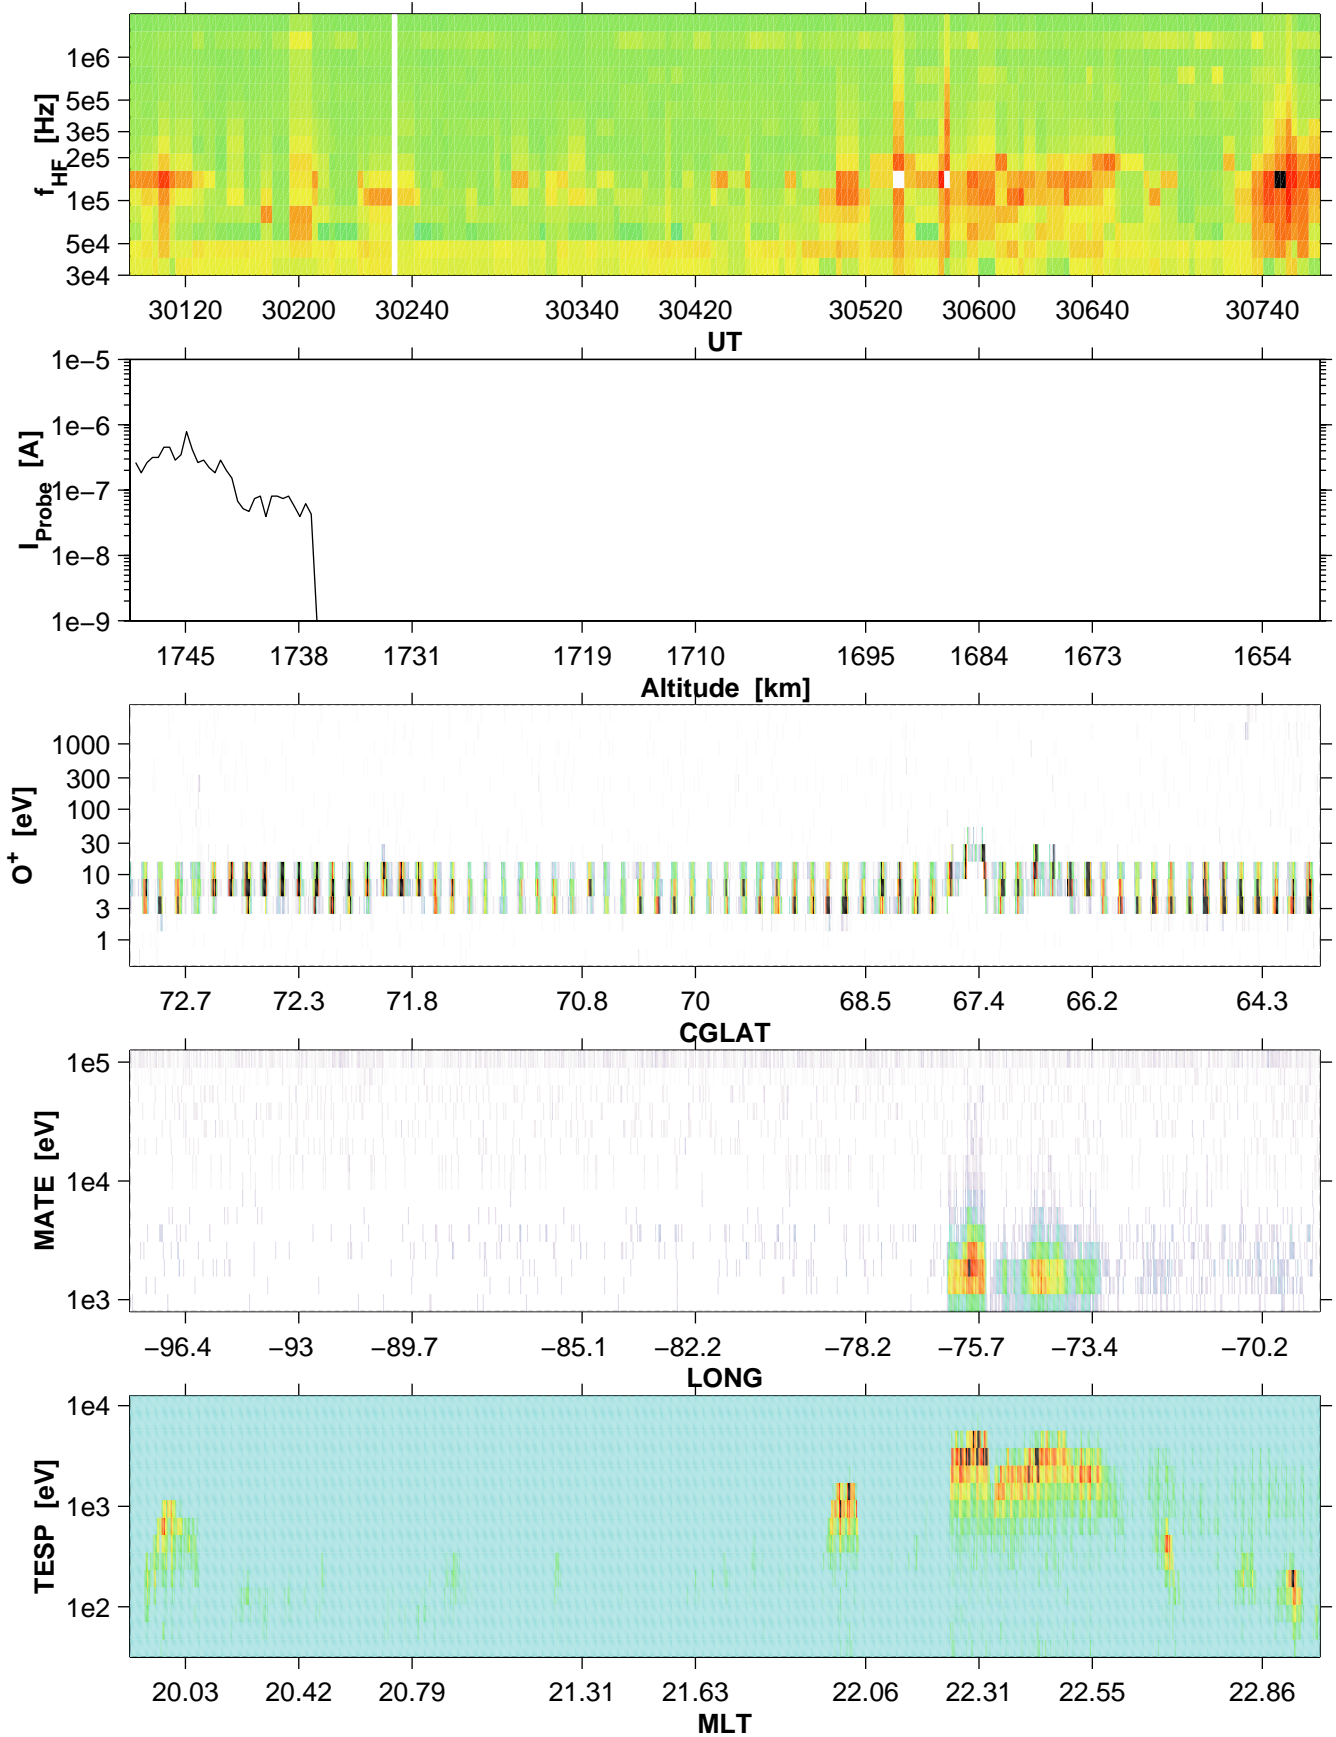 f_HF [Hz]
1e6
5e5
3e5
2e5
1e5
5e4
3e4
30120 30200 30240 30340 30420 30520 30600 30640 30740
UT
I_Probe [A]
1e−5
1e−6
1e−7
1e−8
1e−9
1745 1738 1731 1719 1710 1695 1684 1673 1654
Altitude [km]
O⁺ [eV]
1000
300
100
30
10
3
1
72.7 72.3 71.8 70.8 70 68.5 67.4 66.2 64.3
CGLAT
MATE [eV]
1e5
1e4
1e3
−96.4 −93 −89.7 −85.1 −82.2 −78.2 −75.7 −73.4 −70.2
LONG
TESP [eV]
1e4
1e3
1e2
20.03 20.42 20.79 21.31 21.63 22.06 22.31 22.55 22.86
MLT